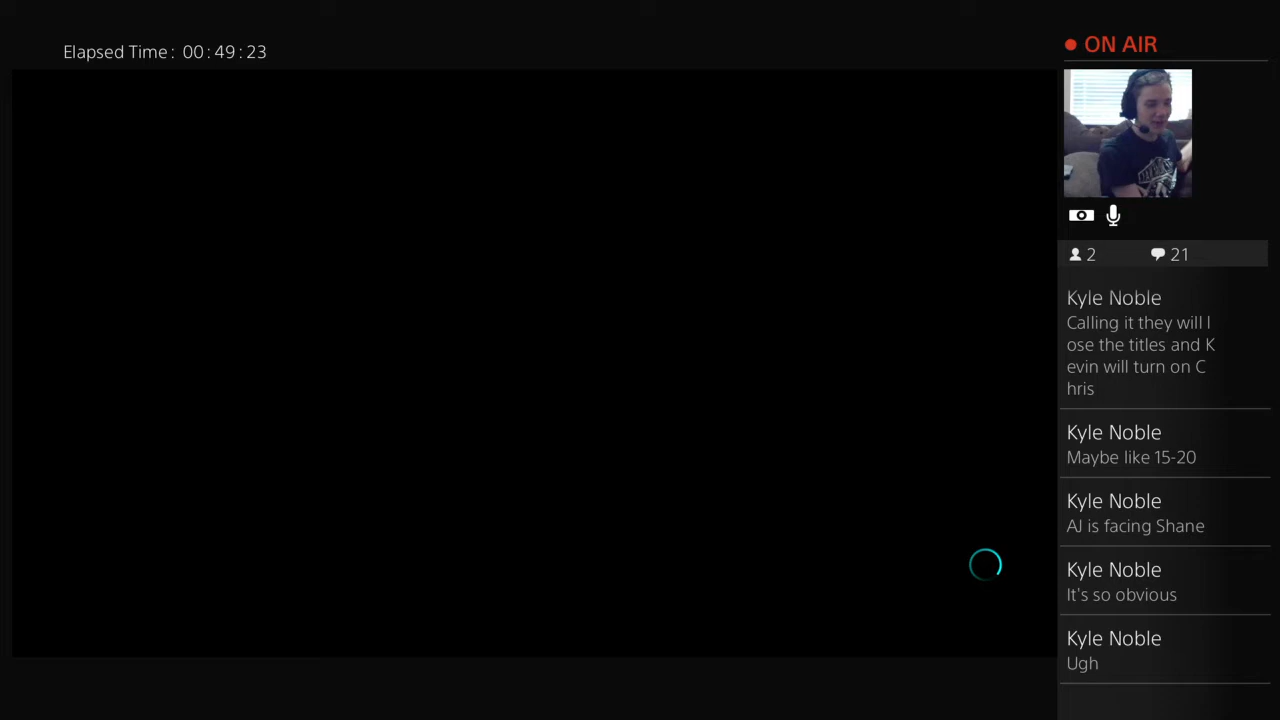 Elapsed Time: 00:49:23
ON AIR
2 21
Kyle Noble
Calling it they will l
ose the titles and K
evin will turn on C
hris
Kyle Noble
Maybe like 15-20
Kyle Noble
AJ is facing Shane
Kyle Noble
It's so obvious
Kyle Noble
Ugh